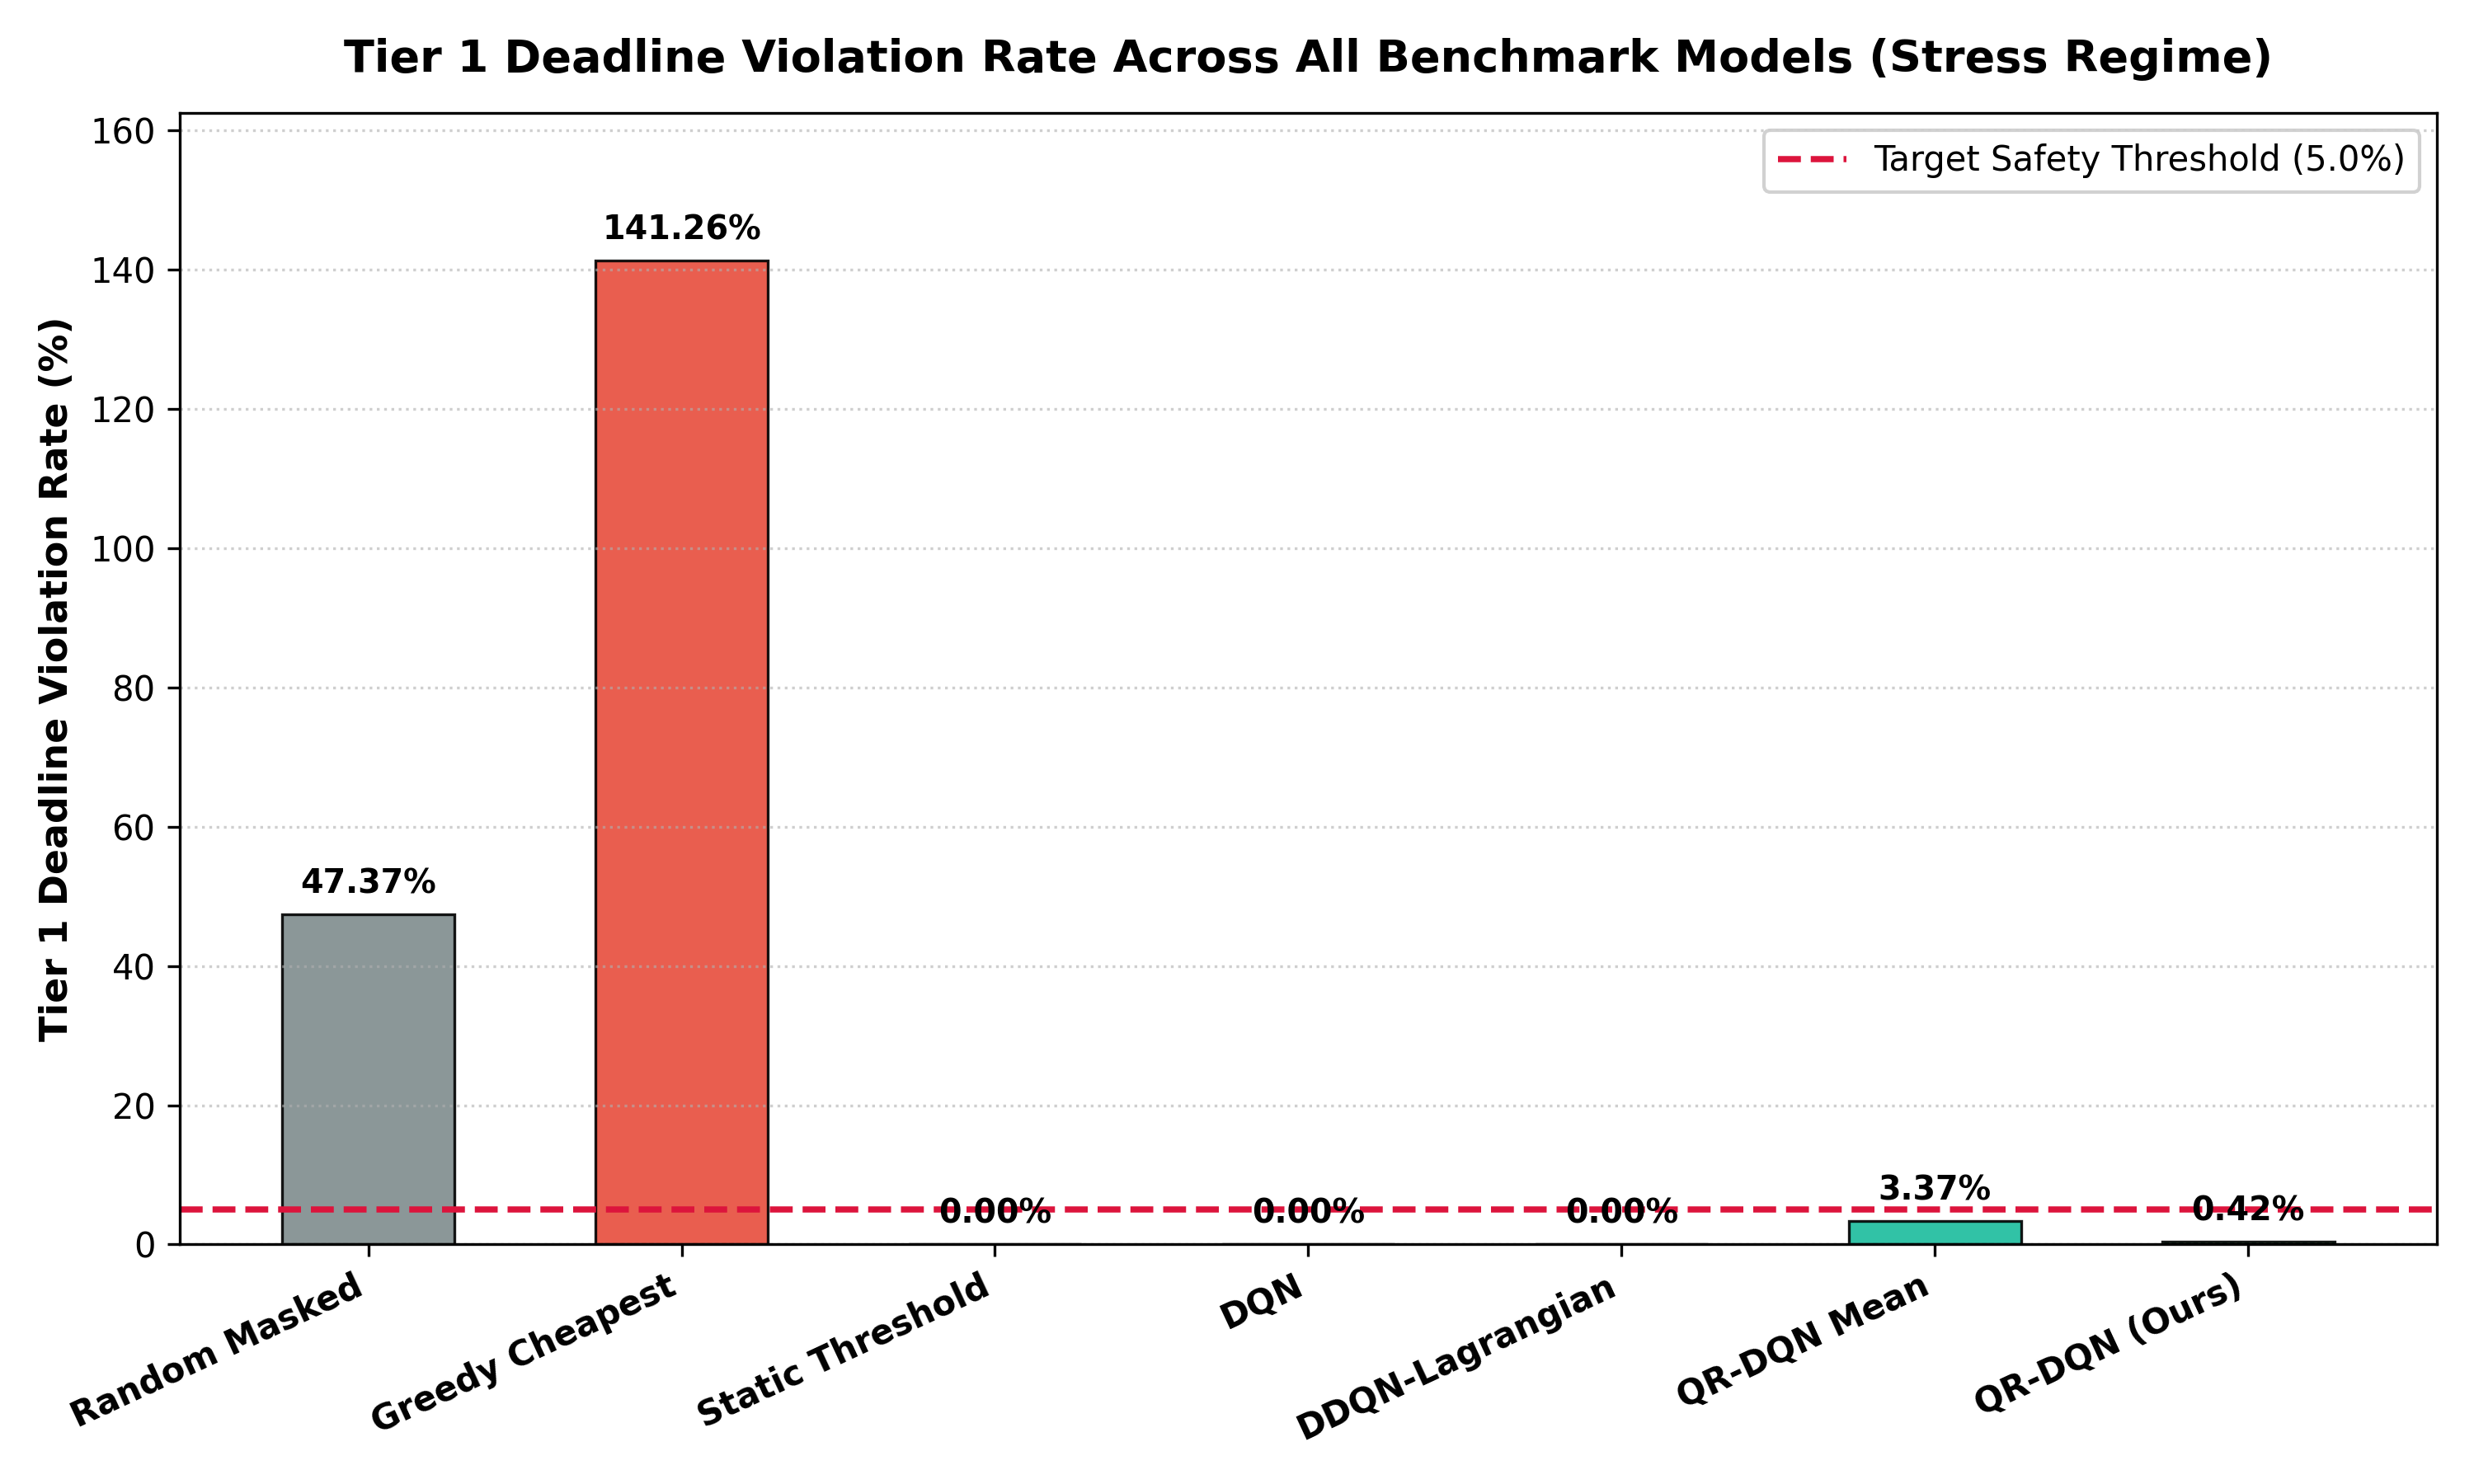 Tier 1 Deadline Violation Rate Across All Benchmark Models (Stress Regime)
Target Safety Threshold (5.0%)
Tier 1 Deadline Violation Rate (%)
160
140
120
100
80
60
40
20
0
47.37%
141.26%
0.00%
0.00%
0.00%
3.37%
0.42%
Random Masked
Greedy Cheapest
Static Threshold
DQN
DDQN-Lagrangian
QR-DQN Mean
QR-DQN (Ours)